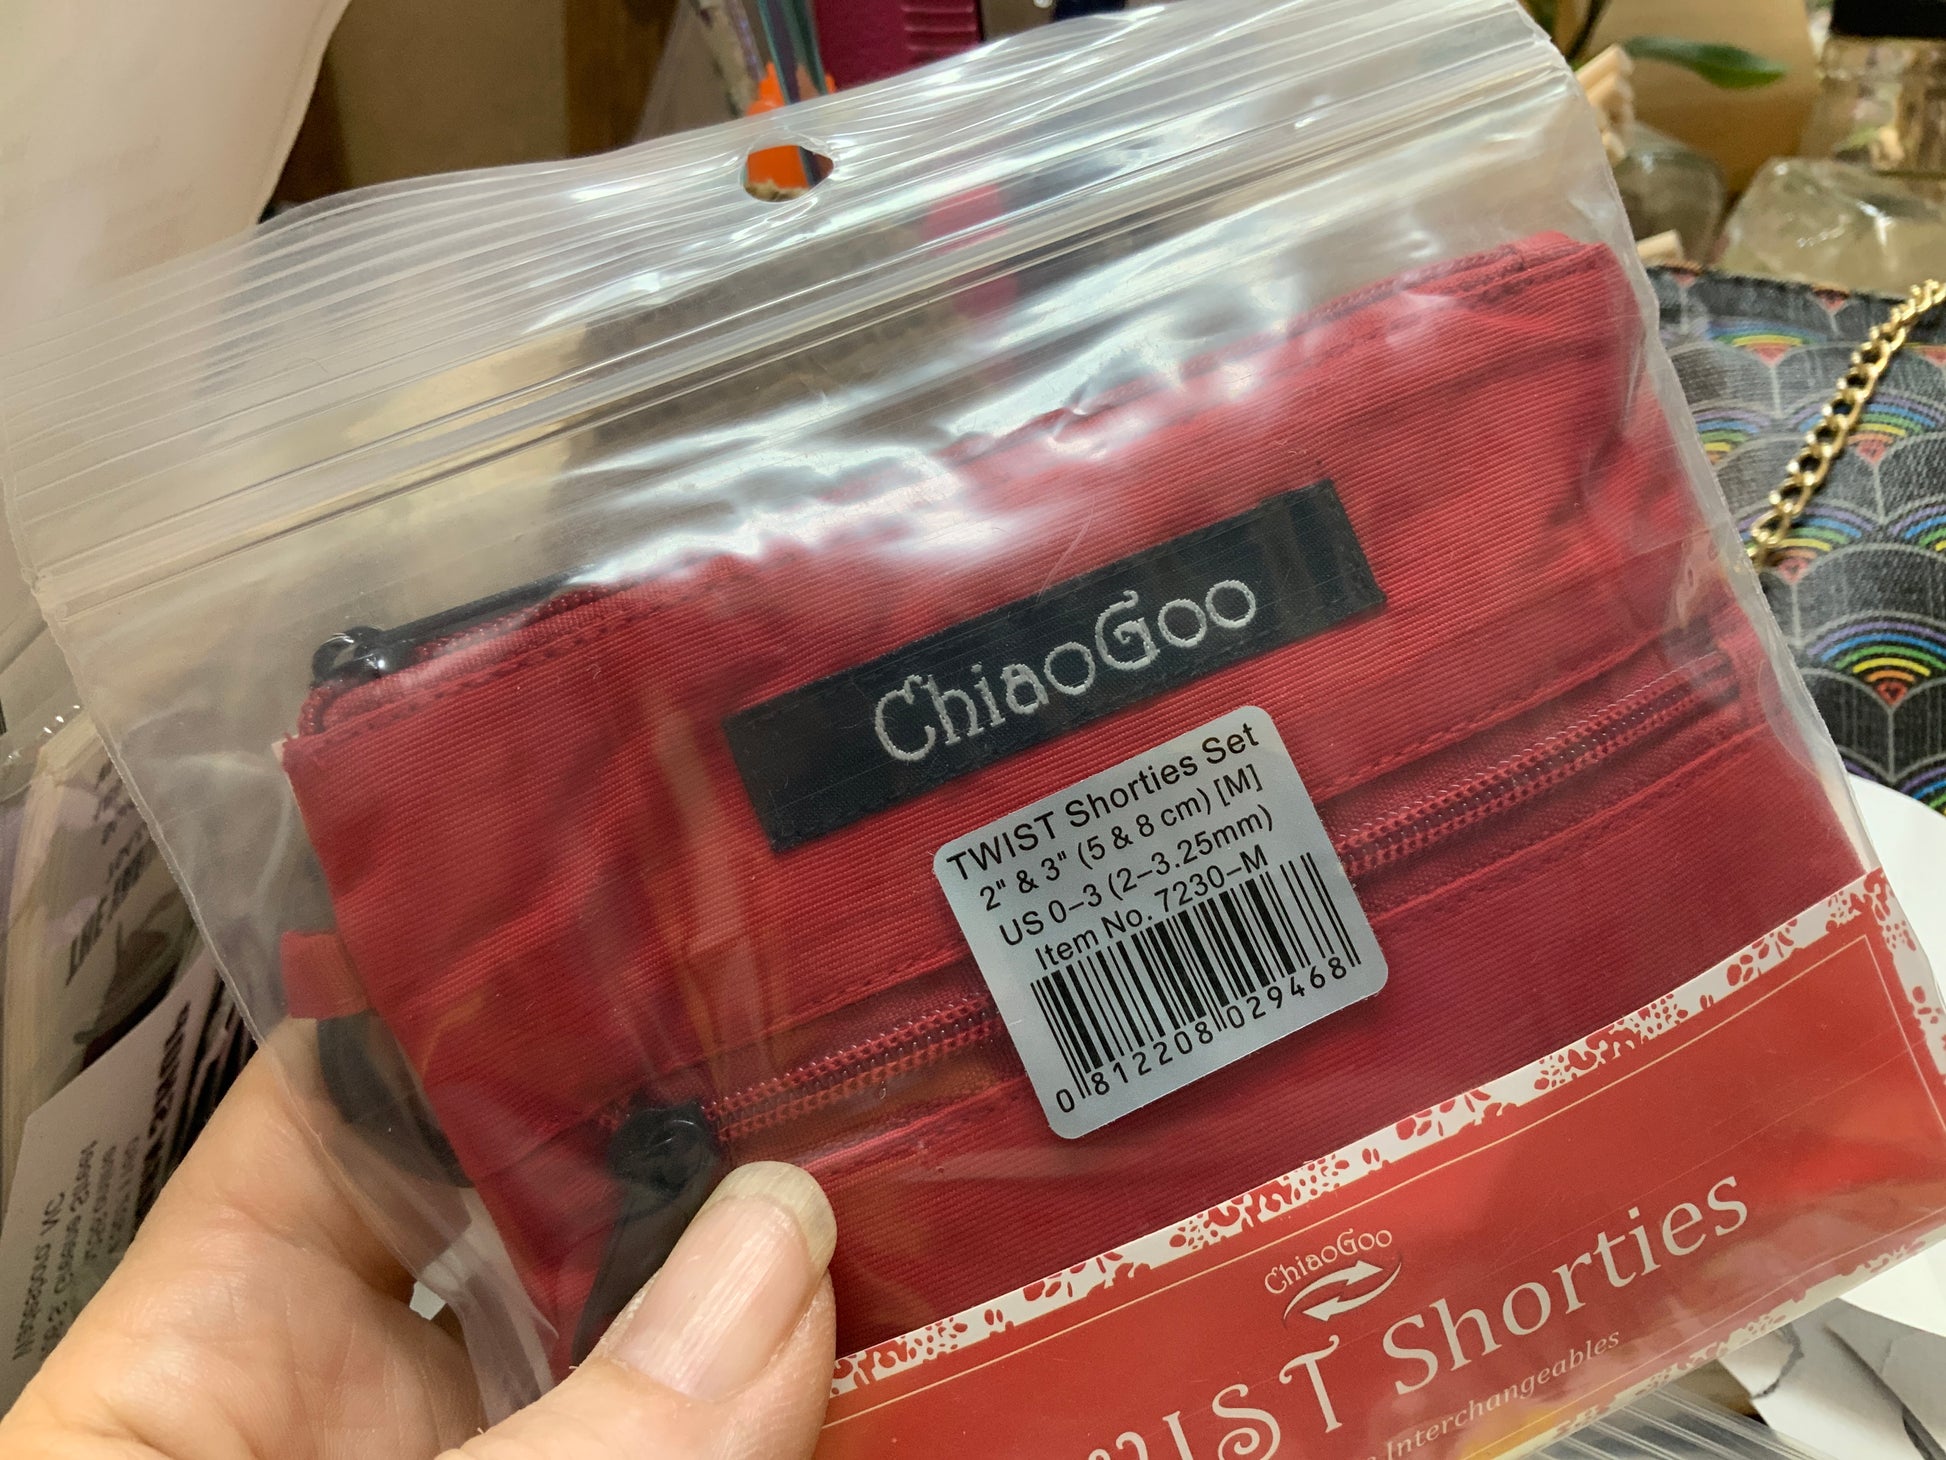 ChiaoGoo
TWIST Shorties Set
2" & 3" (5 & 8 cm) [M]
US 0–3 (2–3.25mm)
Item No. 7230–M
0 812208 029468
ChiaoGoo
Shorties
Interchangeables